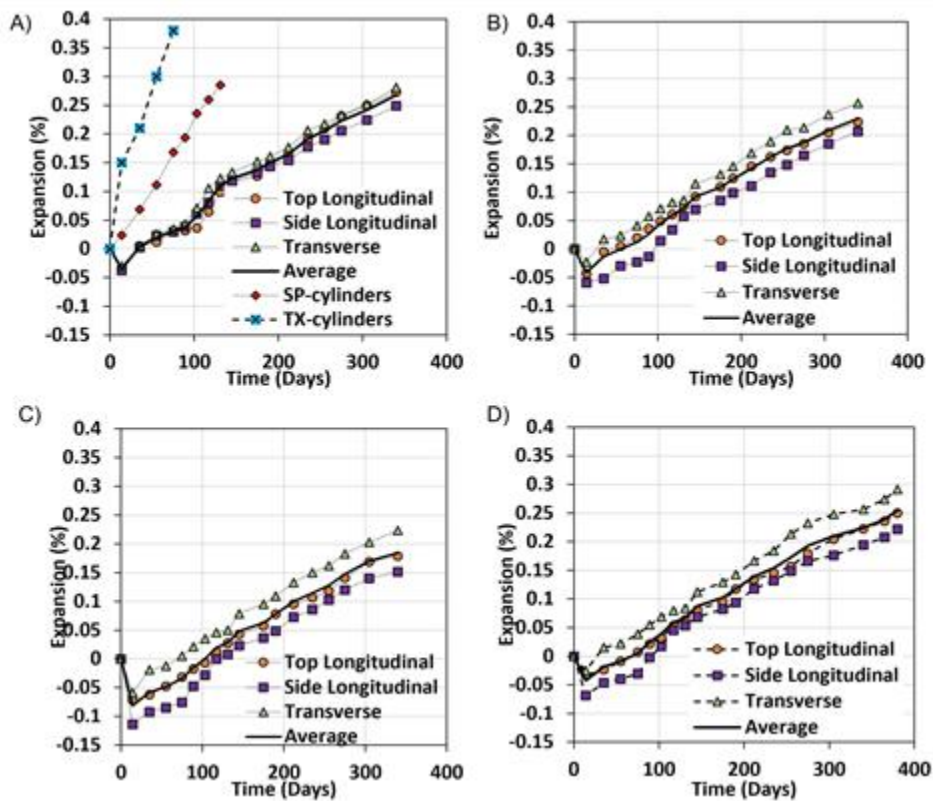 A)
0.4
0.35
0.3
0.25
0.2
0.15
0.1
0.05
0
-0.05
-0.1
-0.15
Expansion (%)
0
100
200
300
400
Time (Days)
Top Longitudinal
Side Longitudinal
Transverse
Average
SP-cylinders
TX-cylinders
B)
0.4
0.35
0.3
0.25
0.2
0.15
0.1
0.05
0
-0.05
-0.1
-0.15
Expansion (%)
0
100
200
300
400
Time (Days)
Top Longitudinal
Side Longitudinal
Transverse
Average
C)
0.4
0.35
0.3
0.25
0.2
0.15
0.1
0.05
0
-0.05
-0.1
-0.15
Expansion (%)
0
100
200
300
400
Time (Days)
Top Longitudinal
Side Longitudinal
Transverse
Average
D)
0.4
0.35
0.3
0.25
0.2
0.15
0.1
0.05
0
-0.05
-0.1
-0.15
Expansion (%)
0
100
200
300
400
Time (Days)
Top Longitudinal
Side Longitudinal
Transverse
Average